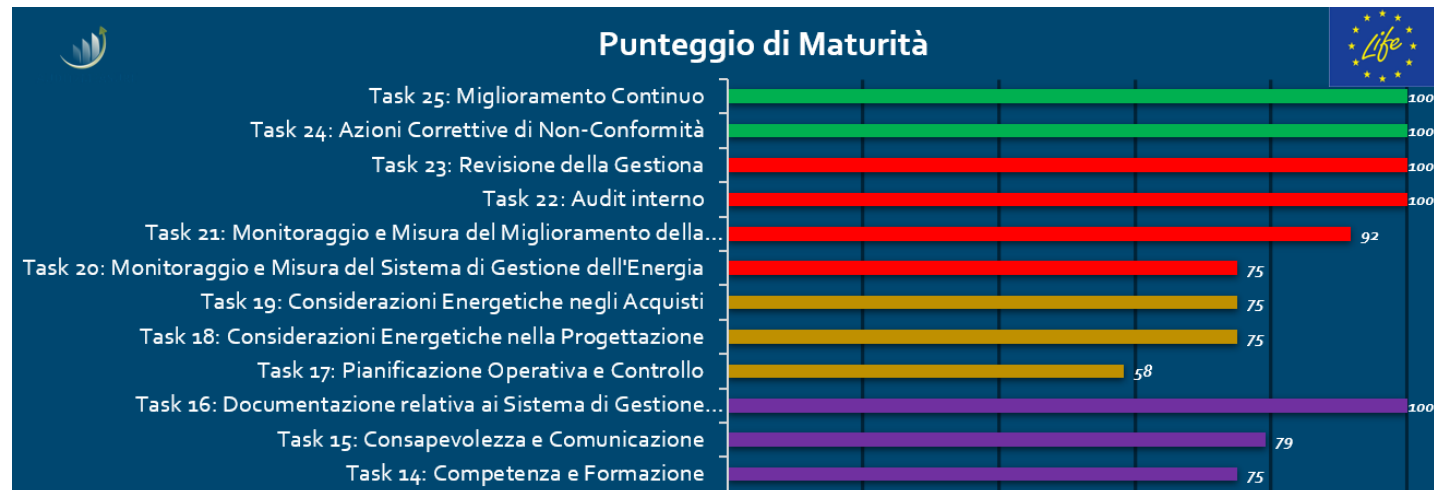 Punteggio di Maturità
Life
Task 25: Miglioramento Continuo 100
Task 24: Azioni Correttive di Non-Conformità 100
Task 23: Revisione della Gestiona 100
Task 22: Audit interno 100
Task 21: Monitoraggio e Misura del Miglioramento della... 92
Task 20: Monitoraggio e Misura del Sistema di Gestione dell'Energia 75
Task 19: Considerazioni Energetiche negli Acquisti 75
Task 18: Considerazioni Energetiche nella Progettazione 75
Task 17: Pianificazione Operativa e Controllo 58
Task 16: Documentazione relativa ai Sistema di Gestione... 100
Task 15: Consapevolezza e Comunicazione 79
Task 14: Competenza e Formazione 75